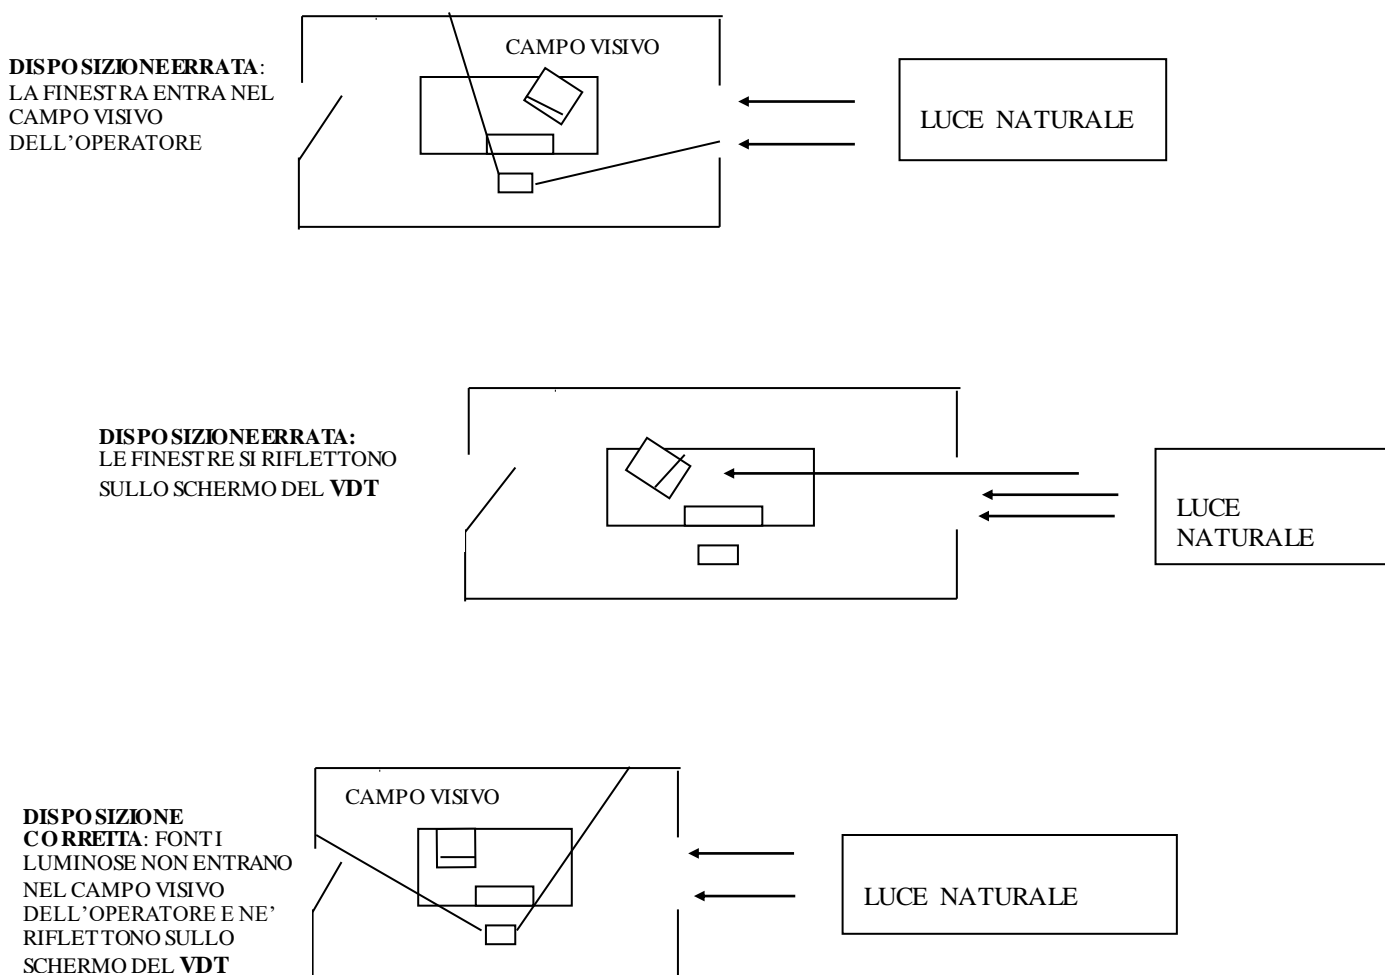 CAMPO VISIVO
DISPOSIZIONE ERRATA:
LA FINESTRA ENTRA NEL
CAMPO VISIVO
DELL’OPERATORE
LUCE NATURALE
DISPOSIZIONE ERRATA:
LE FINESTRE SI RIFLETTONO
SULLO SCHERMO DEL VDT
LUCE
NATURALE
CAMPO VISIVO
DISPOSIZIONE
CORRETTA: FONTI
LUMINOSE NON ENTRANO
NEL CAMPO VISIVO
DELL’OPERATORE E NE’
RIFLETTONO SULLO
SCHERMO DEL VDT
LUCE NATURALE